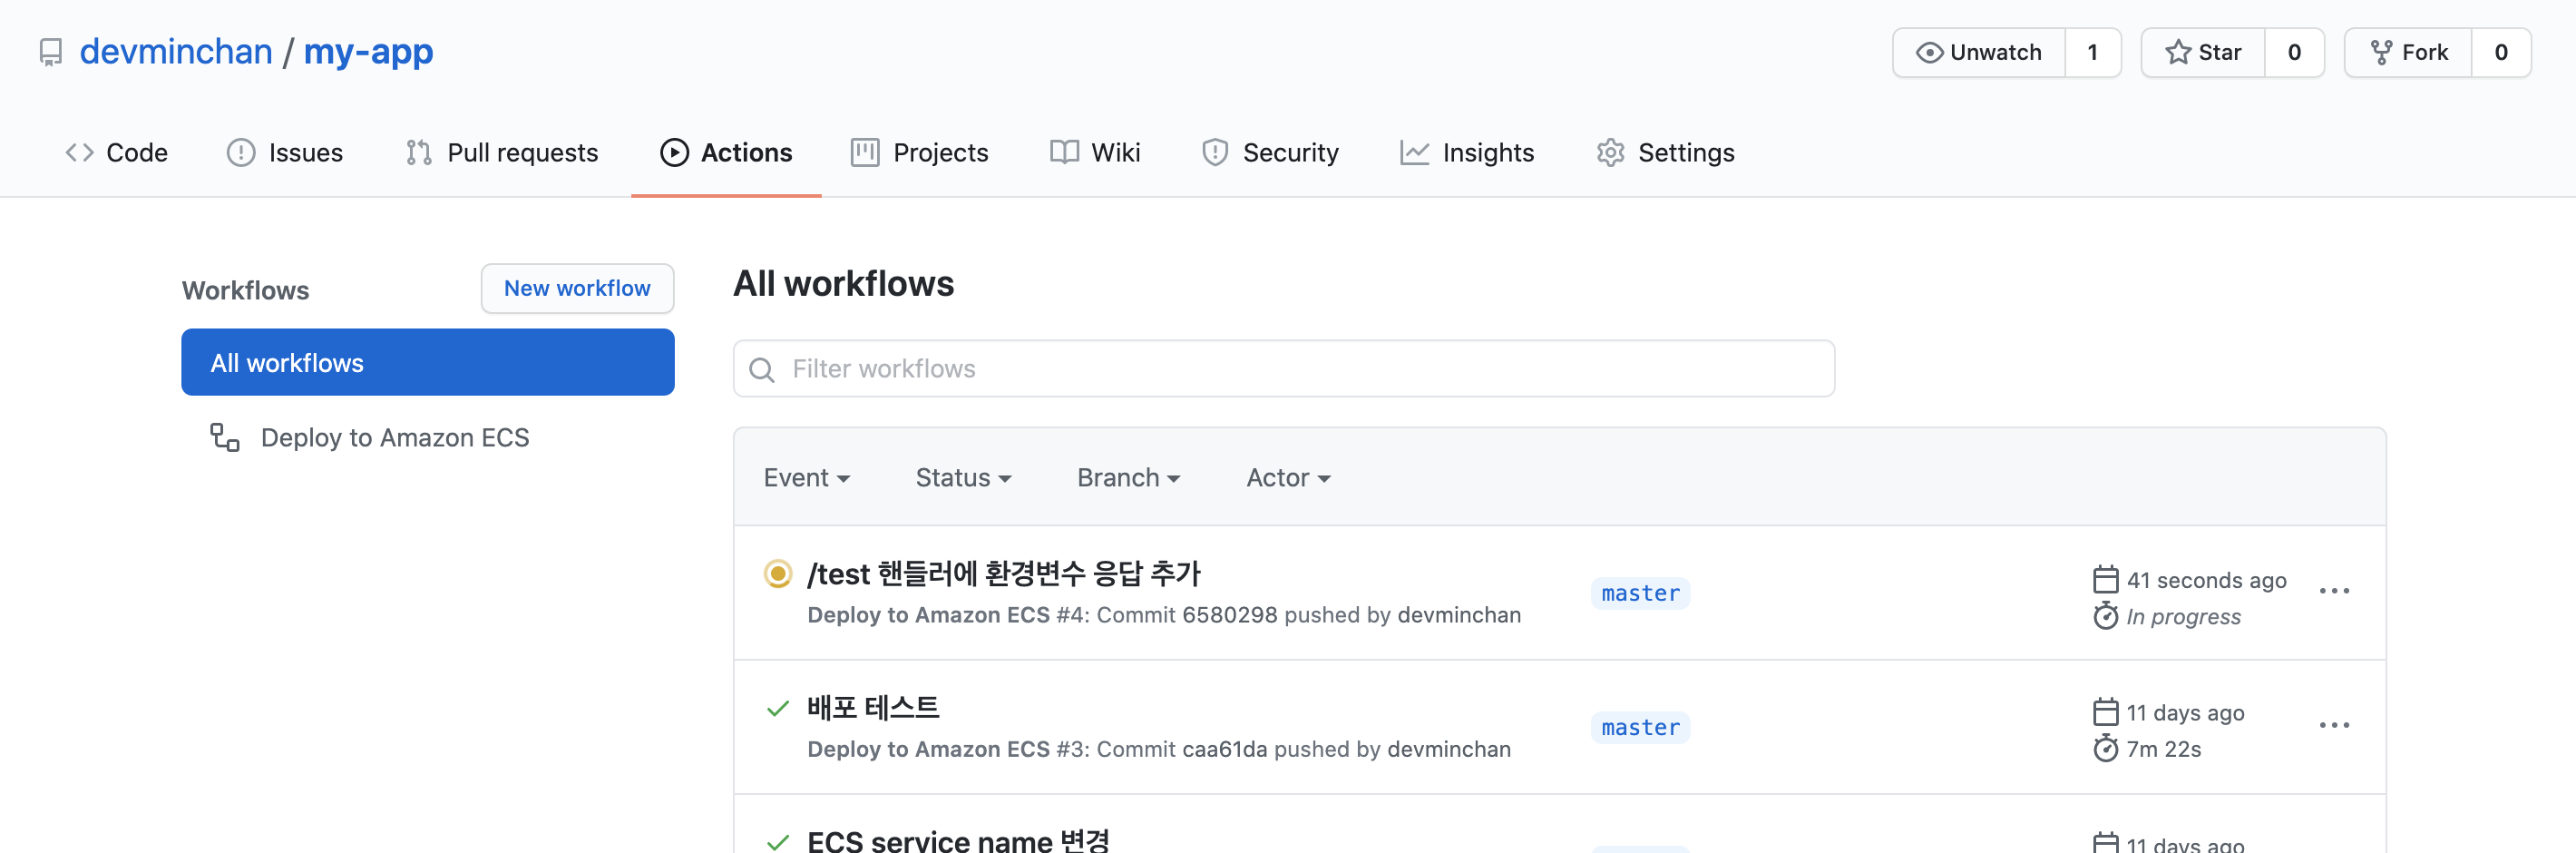 devminchan / my-app
Unwatch 1 Star 0 Fork 0
Code Issues Pull requests Actions Projects Wiki Security Insights Settings
Workflows
New workflow
All workflows
Deploy to Amazon ECS
All workflows
Filter workflows
Event Status Branch Actor
/test 핸들러에 환경변수 응답 추가
Deploy to Amazon ECS #4: Commit 6580298 pushed by devminchan
master
41 seconds ago
In progress
배포 테스트
Deploy to Amazon ECS #3: Commit caa61da pushed by devminchan
master
11 days ago
7m 22s
ECS service name 변경
11 days ago